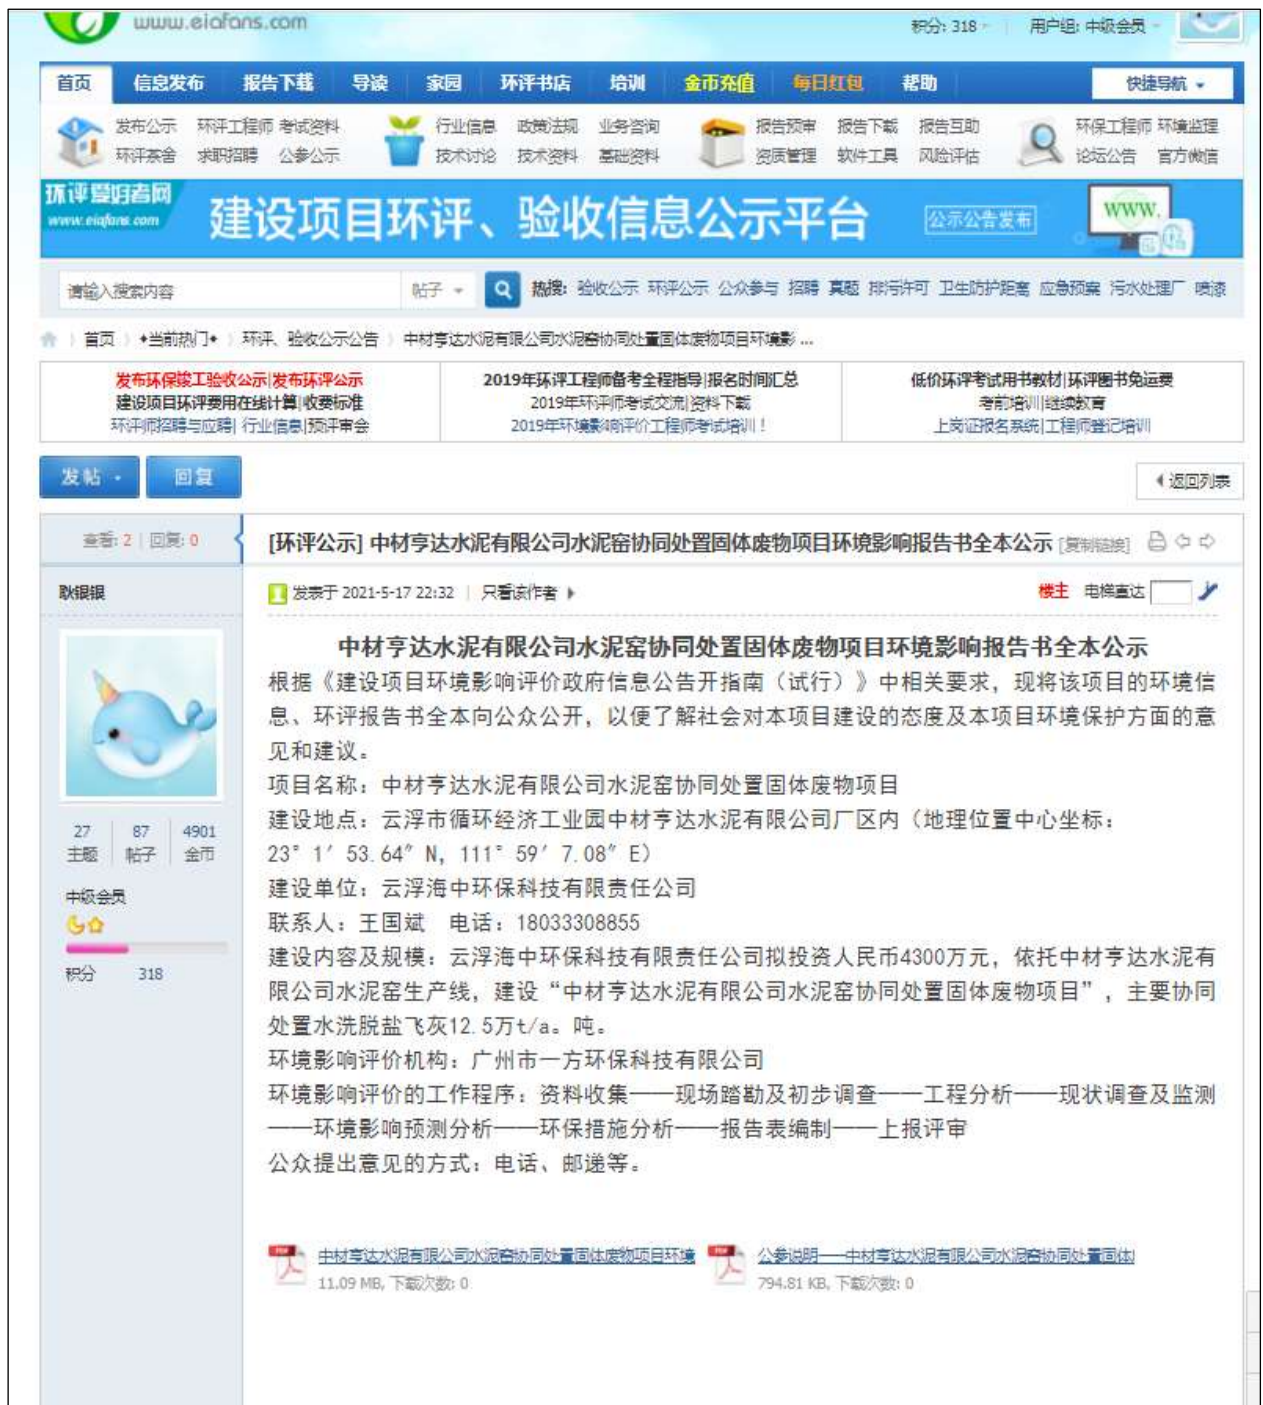 www.eiafans.com
积分: 318
用户组: 中级会员
首页 信息发布 报告下载 导读 家园 环评书店 培训 金币充值 每日红包 帮助 快捷导航
发布公示 环评工程师 考试资料 行业信息 政策法规 业务咨询 报告预审 报告下载 报告互助 环保工程师 环境监理
环评茶舍 求职招聘 公参公示 技术讨论 技术资料 基础资料 资质管理 软件工具 风险评估 论坛公告 官方微信
环评爱好者网
www.eiafans.com
建设项目环评、验收信息公示平台
公示公告发布
WWW.
请输入搜索内容 帖子 热搜: 验收公示 环评公示 公众参与 招聘 真题 排污许可 卫生防护距离 应急预案 污水处理厂 喷漆
首页 ◆当前热门◆ 环评、验收公示公告 中材亨达水泥有限公司水泥窑协同处置固体废物项目环境影 ...
发布环保竣工验收公示|发布环评公示 2019年环评工程师备考全程指导|报名时间汇总 低价环评考试用书教材|环评图书免运费
建设项目环评费用在线计算|收费标准 2019年环评师考试交流|资料下载 考前培训|继续教育
环评师招聘与应聘| 行业信息|预评审会 2019年环境影响评价工程师考试培训！ 上岗证报名系统|工程师登记培训
发帖 回复 返回列表
查看: 2 | 回复: 0
[环评公示] 中材亨达水泥有限公司水泥窑协同处置固体废物项目环境影响报告书全本公示 [复制链接]
耿银银
发表于 2021-5-17 22:32 | 只看该作者
楼主 电梯直达
27 87 4901
主题 帖子 金币
中级会员
积分 318
中材亨达水泥有限公司水泥窑协同处置固体废物项目环境影响报告书全本公示
根据《建设项目环境影响评价政府信息公告开指南（试行）》中相关要求，现将该项目的环境信
息、环评报告书全本向公众公开，以便了解社会对本项目建设的态度及本项目环境保护方面的意
见和建议。
项目名称：中材亨达水泥有限公司水泥窑协同处置固体废物项目
建设地点：云浮市循环经济工业园中材亨达水泥有限公司厂区内（地理位置中心坐标：
23° 1′ 53.64″ N，111° 59′ 7.08″ E）
建设单位：云浮海中环保科技有限责任公司
联系人：王国斌 电话：18033308855
建设内容及规模：云浮海中环保科技有限责任公司拟投资人民币4300万元，依托中材亨达水泥有
限公司水泥窑生产线，建设“中材亨达水泥有限公司水泥窑协同处置固体废物项目”，主要协同
处置水洗脱盐飞灰12.5万t/a。吨。
环境影响评价机构：广州市一方环保科技有限公司
环境影响评价的工作程序：资料收集——现场踏勘及初步调查——工程分析——现状调查及监测
——环境影响预测分析——环保措施分析——报告表编制——上报评审
公众提出意见的方式：电话、邮递等。
中材亨达水泥有限公司水泥窑协同处置固体废物项目环境
11.09 MB, 下载次数: 0
公参说明——中材亨达水泥有限公司水泥窑协同处置固体
794.81 KB, 下载次数: 0